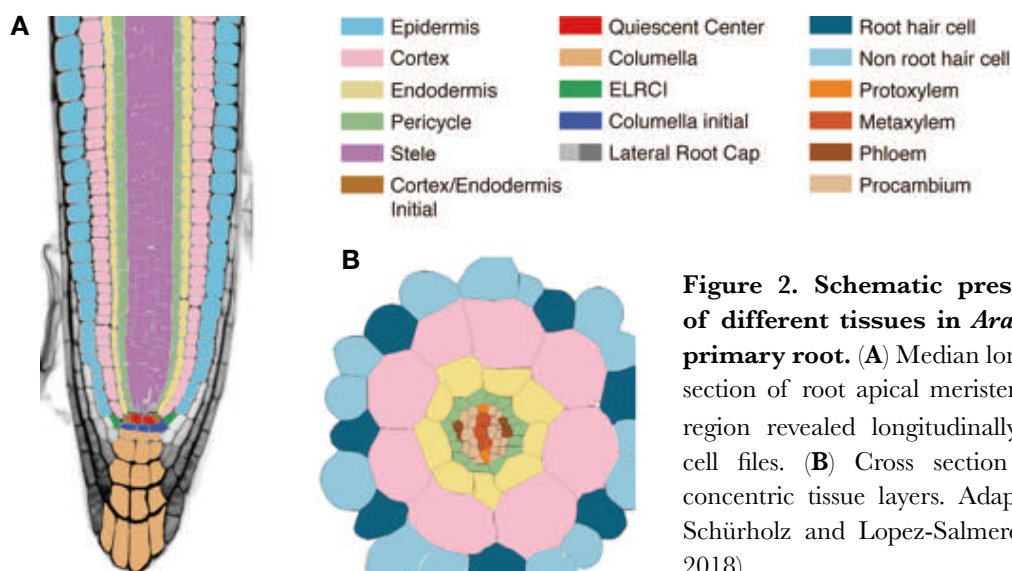 A
Epidermis
Cortex
Endodermis
Pericycle
Stele
Cortex/Endodermis
Initial
Quiescent Center
Columella
ELRCI
Columella initial
Lateral Root Cap
Root hair cell
Non root hair cell
Protoxylem
Metaxylem
Phloem
Procambium
B
Figure 2. Schematic pres
of different tissues in Ara
primary root. (A) Median lon
section of root apical merister
region revealed longitudinally
cell files. (B) Cross section
concentric tissue layers. Adap
Schürholz and Lopez-Salmer
2018)